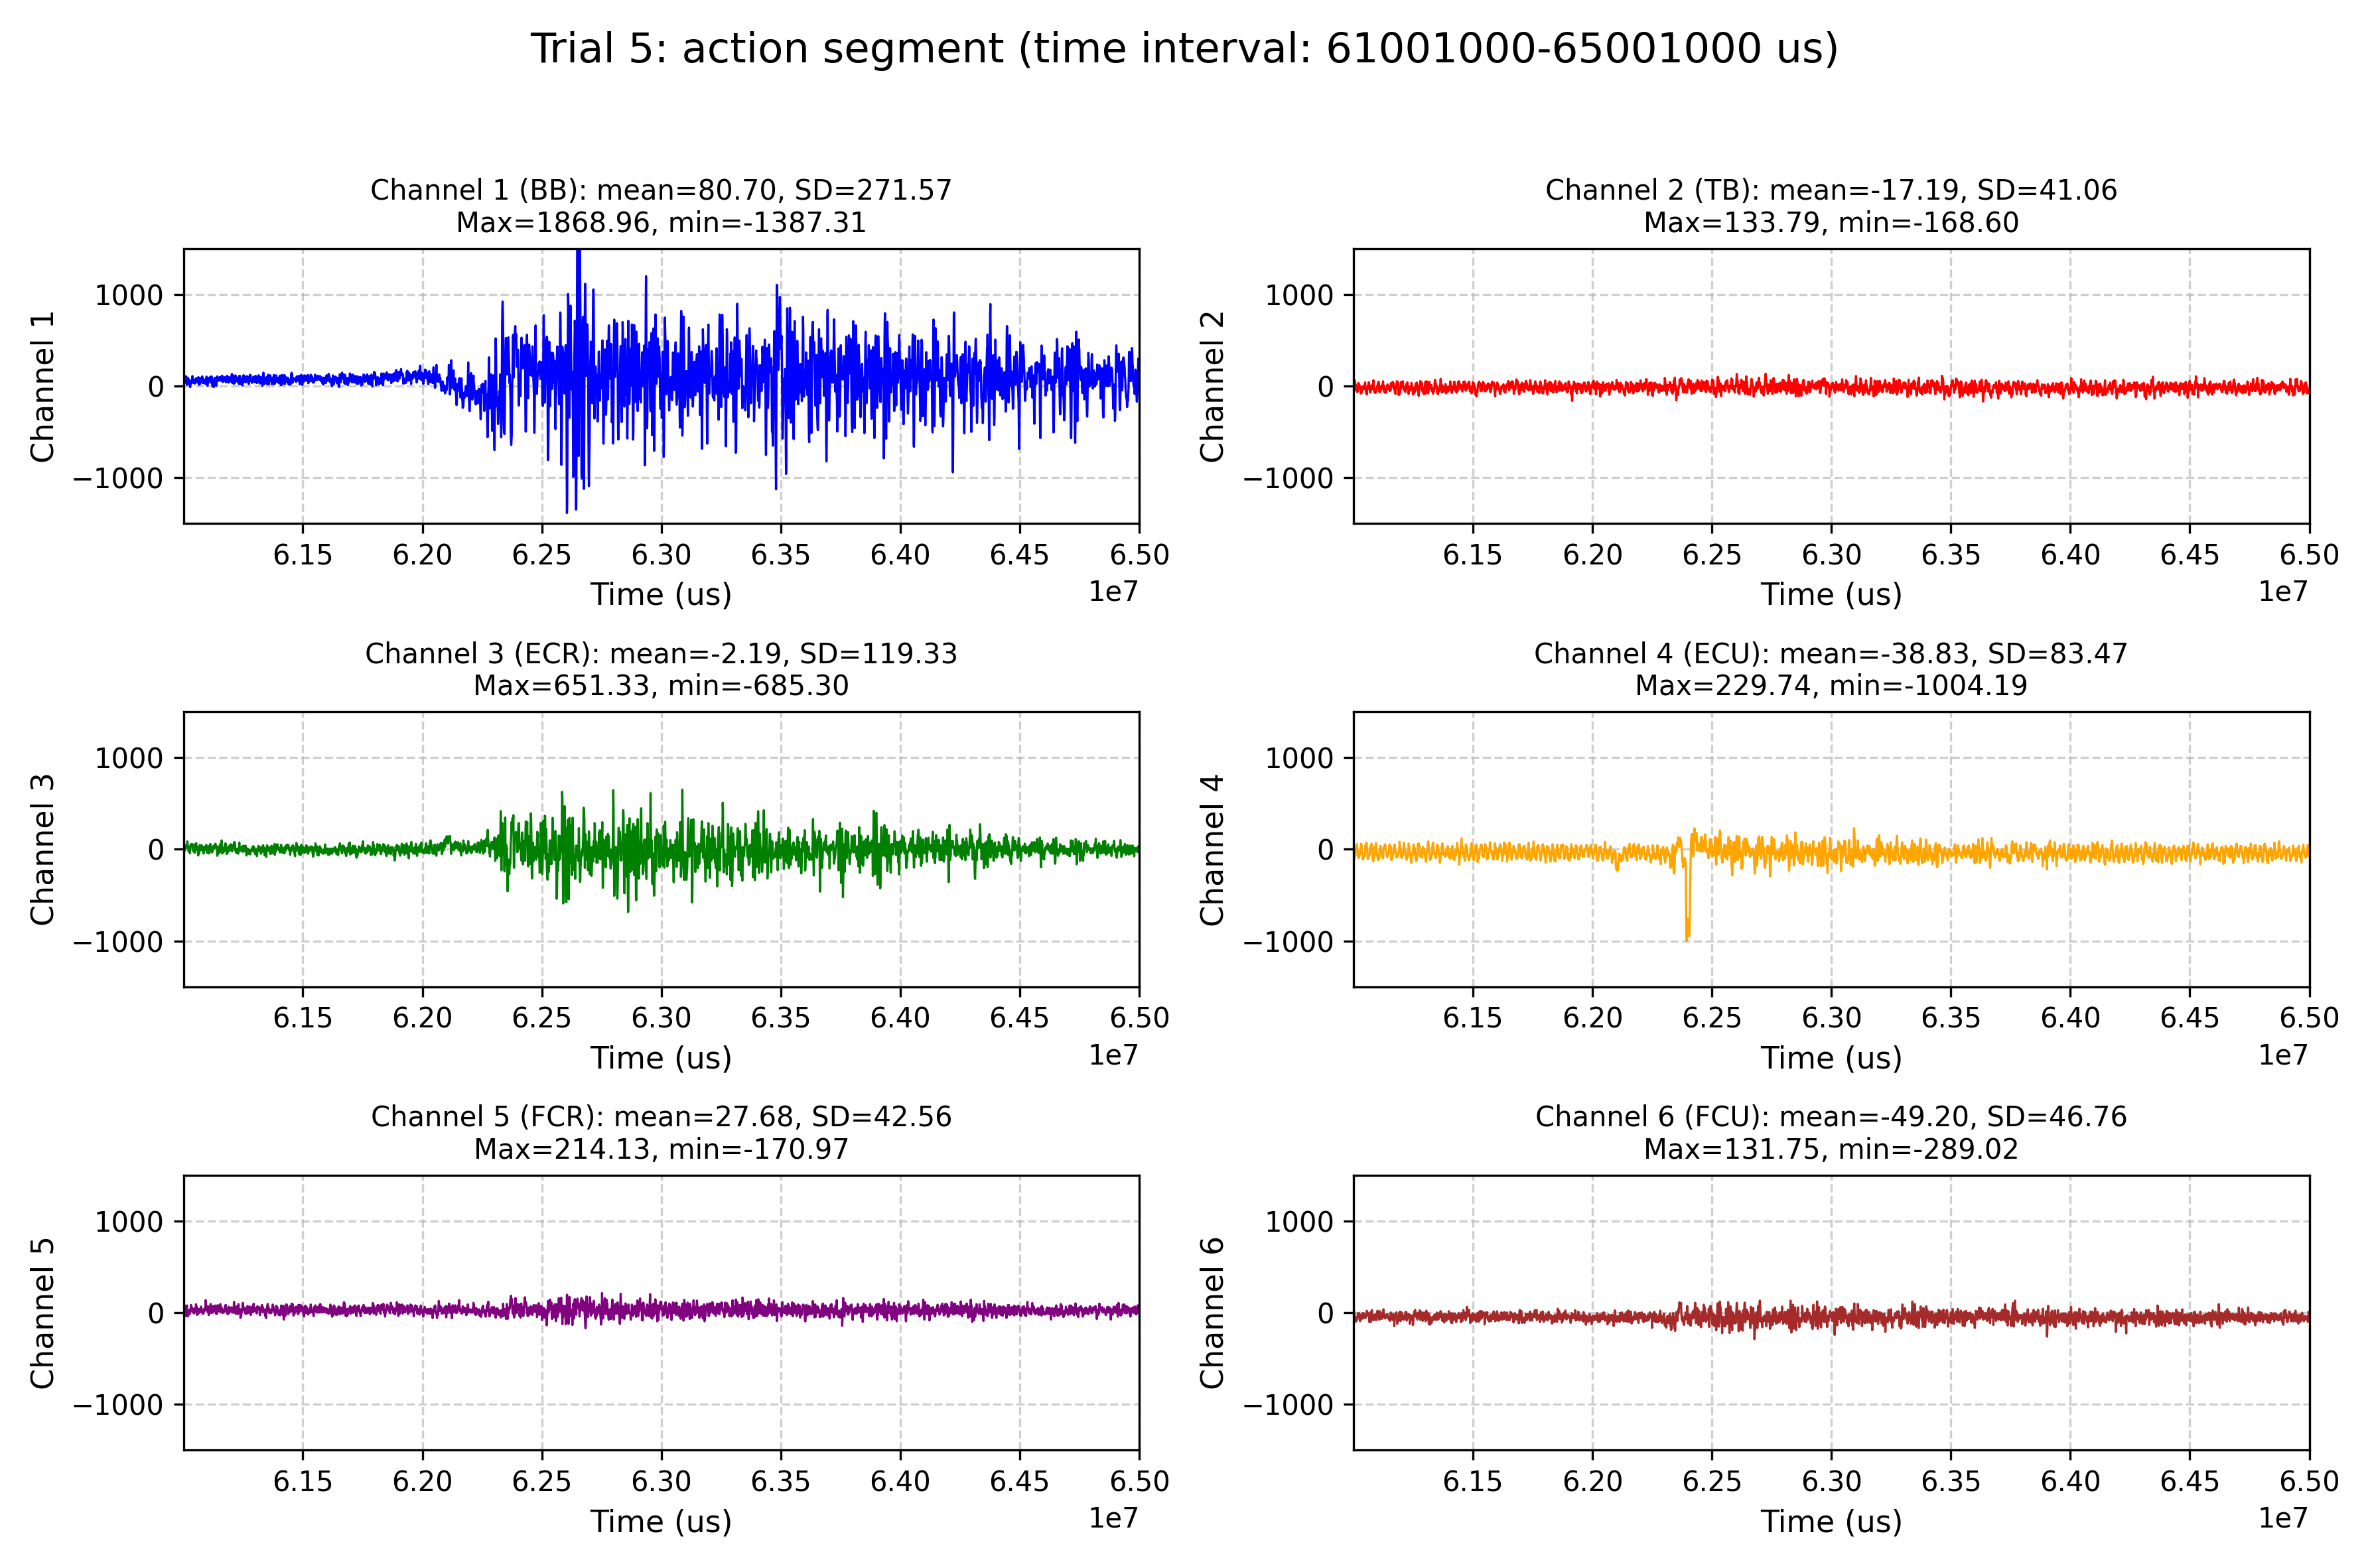 Trial 5: action segment (time interval: 61001000-65001000 us)
Channel 1 (BB): mean=80.70, SD=271.57
Max=1868.96, min=-1387.31
Channel 1
1000
0
−1000
6.15 6.20 6.25 6.30 6.35 6.40 6.45 6.50
Time (us)
1e7
Channel 2 (TB): mean=-17.19, SD=41.06
Max=133.79, min=-168.60
Channel 2
1000
0
−1000
6.15 6.20 6.25 6.30 6.35 6.40 6.45 6.50
Time (us)
1e7
Channel 3 (ECR): mean=-2.19, SD=119.33
Max=651.33, min=-685.30
Channel 3
1000
0
−1000
6.15 6.20 6.25 6.30 6.35 6.40 6.45 6.50
Time (us)
1e7
Channel 4 (ECU): mean=-38.83, SD=83.47
Max=229.74, min=-1004.19
Channel 4
1000
0
−1000
6.15 6.20 6.25 6.30 6.35 6.40 6.45 6.50
Time (us)
1e7
Channel 5 (FCR): mean=27.68, SD=42.56
Max=214.13, min=-170.97
Channel 5
1000
0
−1000
6.15 6.20 6.25 6.30 6.35 6.40 6.45 6.50
Time (us)
1e7
Channel 6 (FCU): mean=-49.20, SD=46.76
Max=131.75, min=-289.02
Channel 6
1000
0
−1000
6.15 6.20 6.25 6.30 6.35 6.40 6.45 6.50
Time (us)
1e7